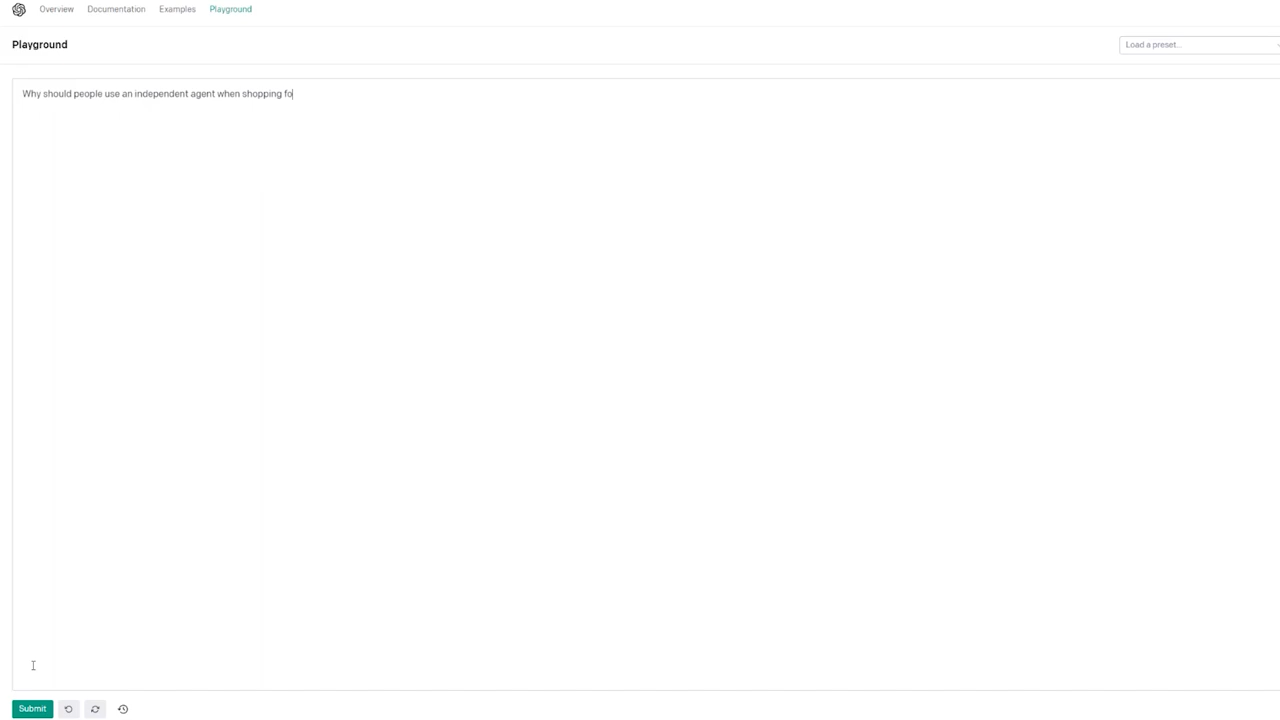 Overview Documentation Examples Playground
Playground
Load a preset...
Why should people use an independent agent when shopping fo
Submit